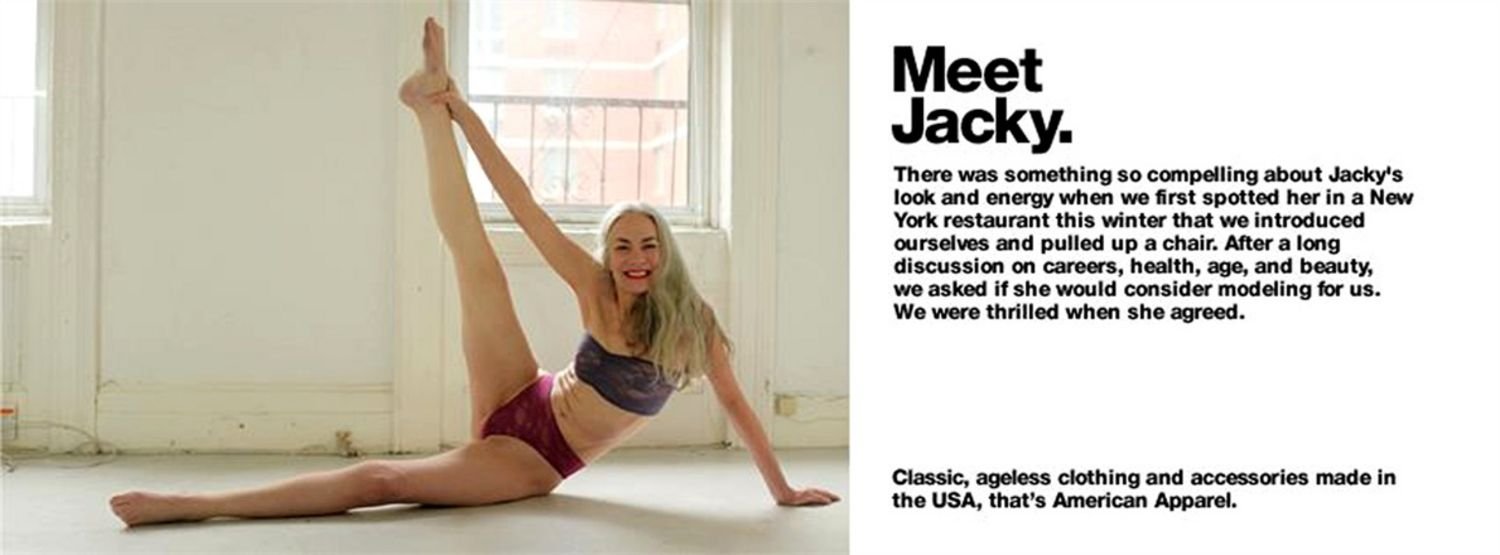 Meet
Jacky.
There was something so compelling about Jacky's
look and energy when we first spotted her in a New
York restaurant this winter that we introduced
ourselves and pulled up a chair. After a long
discussion on careers, health, age, and beauty,
we asked if she would consider modeling for us.
We were thrilled when she agreed.
Classic, ageless clothing and accessories made in
the USA, that’s American Apparel.